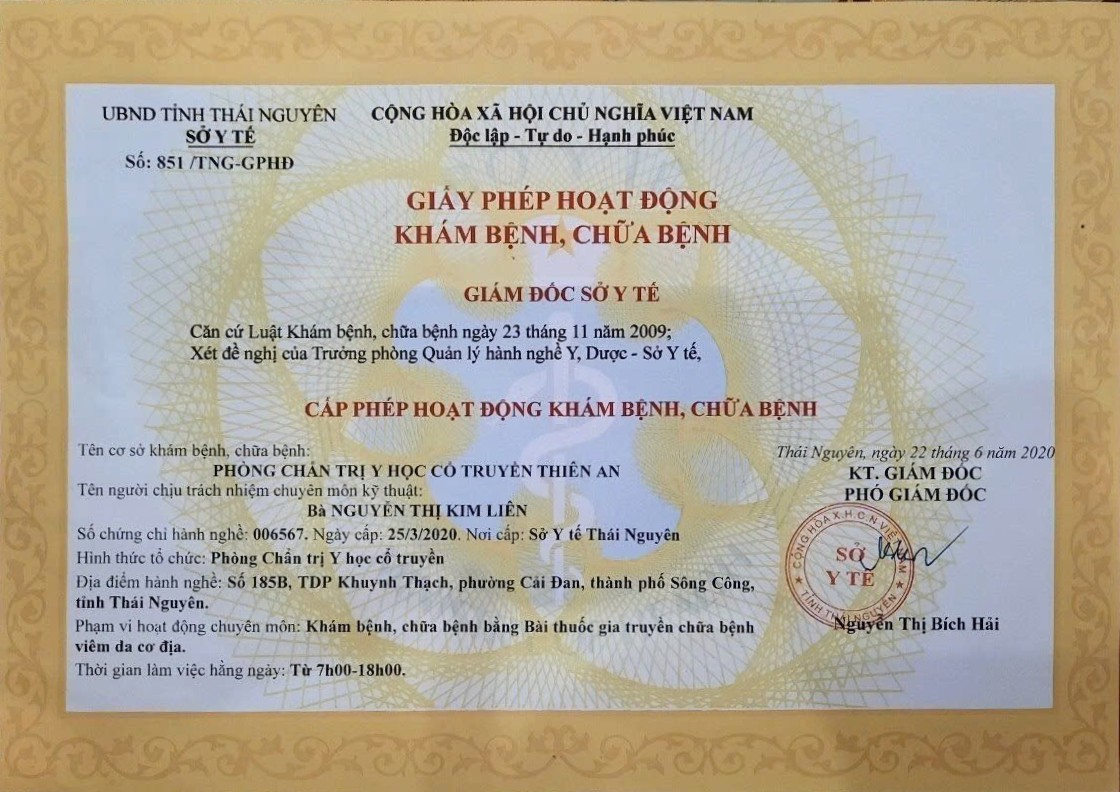 UBND TỈNH THÁI NGUYÊN
SỞ Y TẾ
Số: 851 /TNG-GPHĐ
CỘNG HÒA XÃ HỘI CHỦ NGHĨA VIỆT NAM
Độc lập - Tự do - Hạnh phúc
GIẤY PHÉP HOẠT ĐỘNG
KHÁM BỆNH, CHỮA BỆNH
GIÁM ĐỐC SỞ Y TẾ
Căn cứ Luật Khám bệnh, chữa bệnh ngày 23 tháng 11 năm 2009;
Xét đề nghị của Trưởng phòng Quản lý hành nghề Y, Dược - Sở Y tế,
CẤP PHÉP HOẠT ĐỘNG KHÁM BỆNH, CHỮA BỆNH
Tên cơ sở khám bệnh, chữa bệnh:
PHÒNG CHẨN TRỊ Y HỌC CỔ TRUYỀN THIÊN AN
Tên người chịu trách nhiệm chuyên môn kỹ thuật:
Bà NGUYỄN THỊ KIM LIÊN
Số chứng chỉ hành nghề: 006567. Ngày cấp: 25/3/2020. Nơi cấp: Sở Y tế Thái Nguyên
Hình thức tổ chức: Phòng Chẩn trị Y học cổ truyền
Địa điểm hành nghề: Số 185B, TDP Khuynh Thạch, phường Cải Đan, thành phố Sông Công,
tỉnh Thái Nguyên.
Phạm vi hoạt động chuyên môn: Khám bệnh, chữa bệnh bằng Bài thuốc gia truyền chữa bệnh
viêm da cơ địa.
Thời gian làm việc hằng ngày: Từ 7h00-18h00.
Thái Nguyên, ngày 22 tháng 6 năm 2020
KT. GIÁM ĐỐC
PHÓ GIÁM ĐỐC
CỘNG HÒA X.H.C.N VIỆT NAM
SỞ
Y TẾ
TỈNH THÁI NGUYÊN
Nguyễn Thị Bích Hải